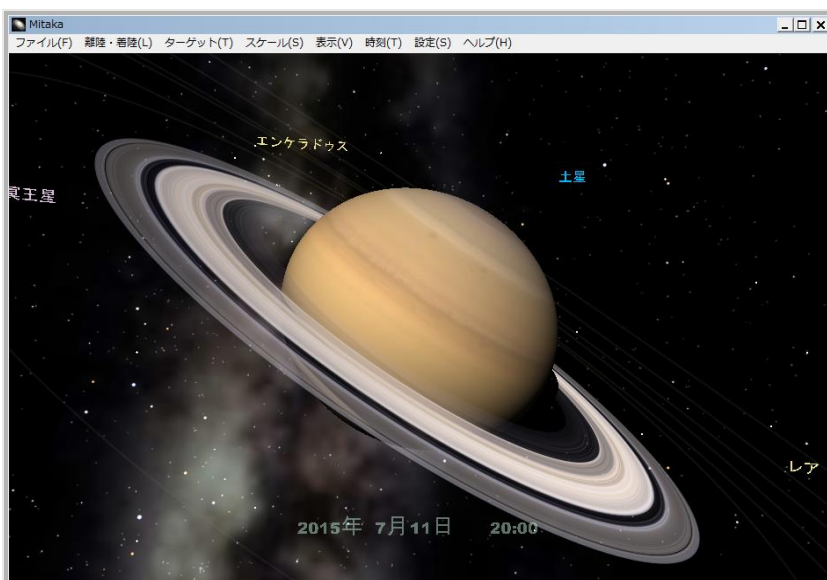 Mitaka
ファイル(F) 離陸・着陸(L) ターゲット(T) スケール(S) 表示(V) 時刻(T) 設定(S) ヘルプ(H)
エンケラドゥス
土星
冥王星
レア
2015年 7月11日 20:00